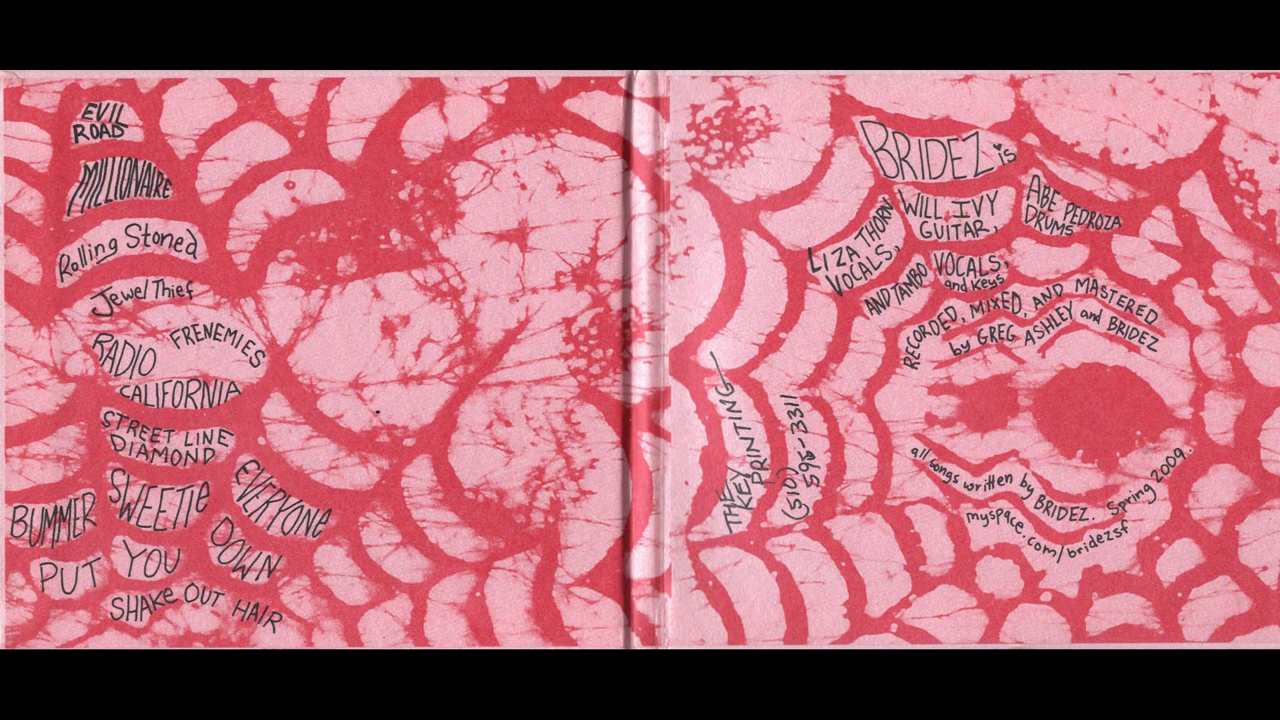 EVIL
ROAD
MILLIONAIRE
Rolling Stoned
Jewel Thief
FRENEMIES
RADIO
CALIFORNIA
STREET LINE
DIAMOND
SWEETIE
EVERYONE
BUMMER
DOWN
PUT YOU
SHAKE OUT HAIR
BRIDEZ is
LIZA THORN
VOCALS,
AND TAMBO
WILL IVY
GUITAR,
VOCALS,
and keys
ABE PEDROZA
DRUMS
RECORDED, MIXED, AND MASTERED
by GREG ASHLEY and BRIDEZ
THE KEY PRINTING—
(510)
595-3311
all songs written by BRIDEZ. Spring 2009.
myspace.com/bridezsf